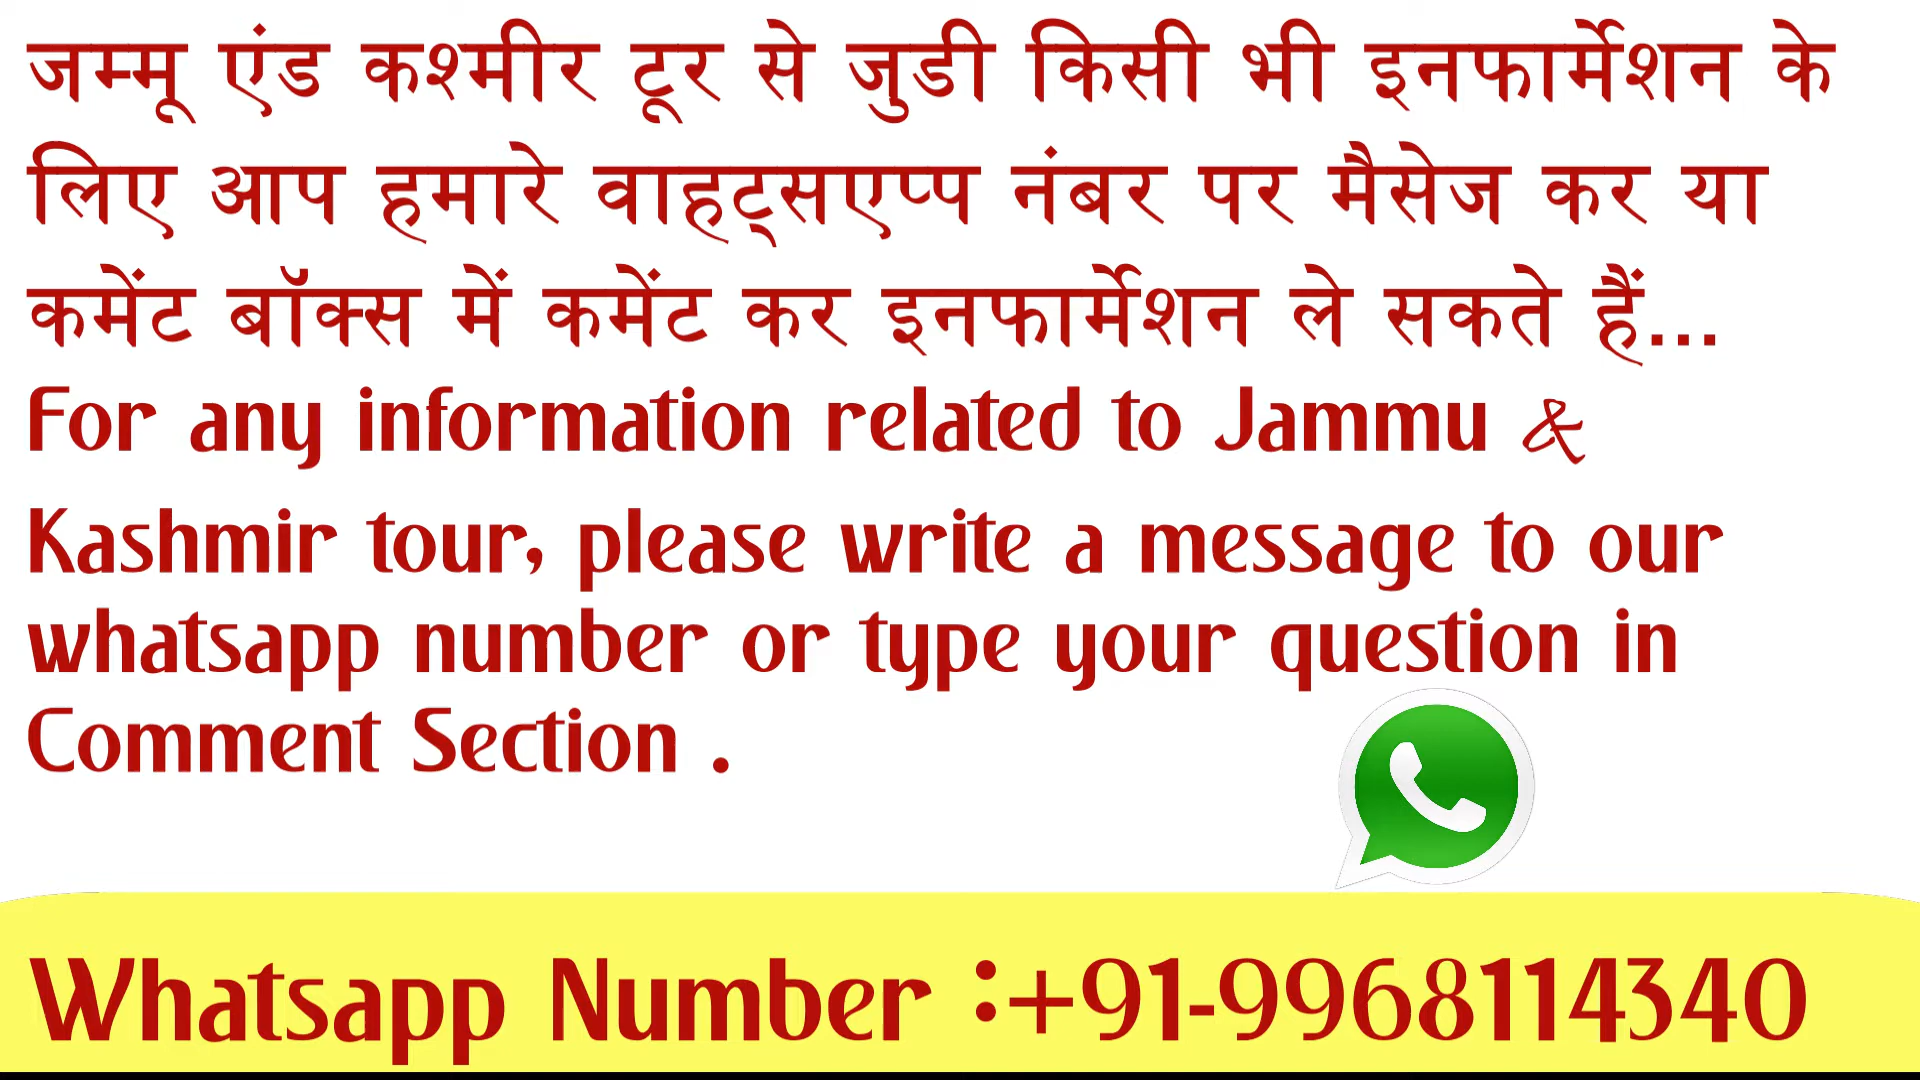 जम्मू एंड कश्मीर टूर से जुडी किसी भी इनफार्मेशन के
लिए आप हमारे वाहट्सएप्प नंबर पर मैसेज कर या
कमेंट बॉक्स में कमेंट कर इनफार्मेशन ले सकते हैं...
For any information related to Jammu &
Kashmir tour, please write a message to our
whatsapp number or type your question in
Comment Section .
Whatsapp Number :+91-9968114340